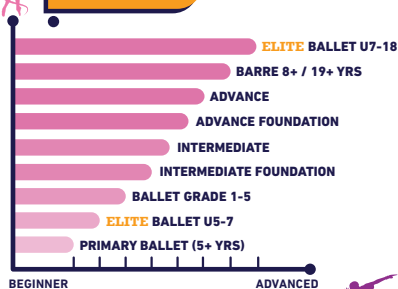 ELITE BALLET U7-18
BARRE 8+ / 19+ YRS
ADVANCE
ADVANCE FOUNDATION
INTERMEDIATE
INTERMEDIATE FOUNDATION
BALLET GRADE 1-5
ELITE BALLET U5-7
PRIMARY BALLET (5+ YRS)
BEGINNER ADVANCED